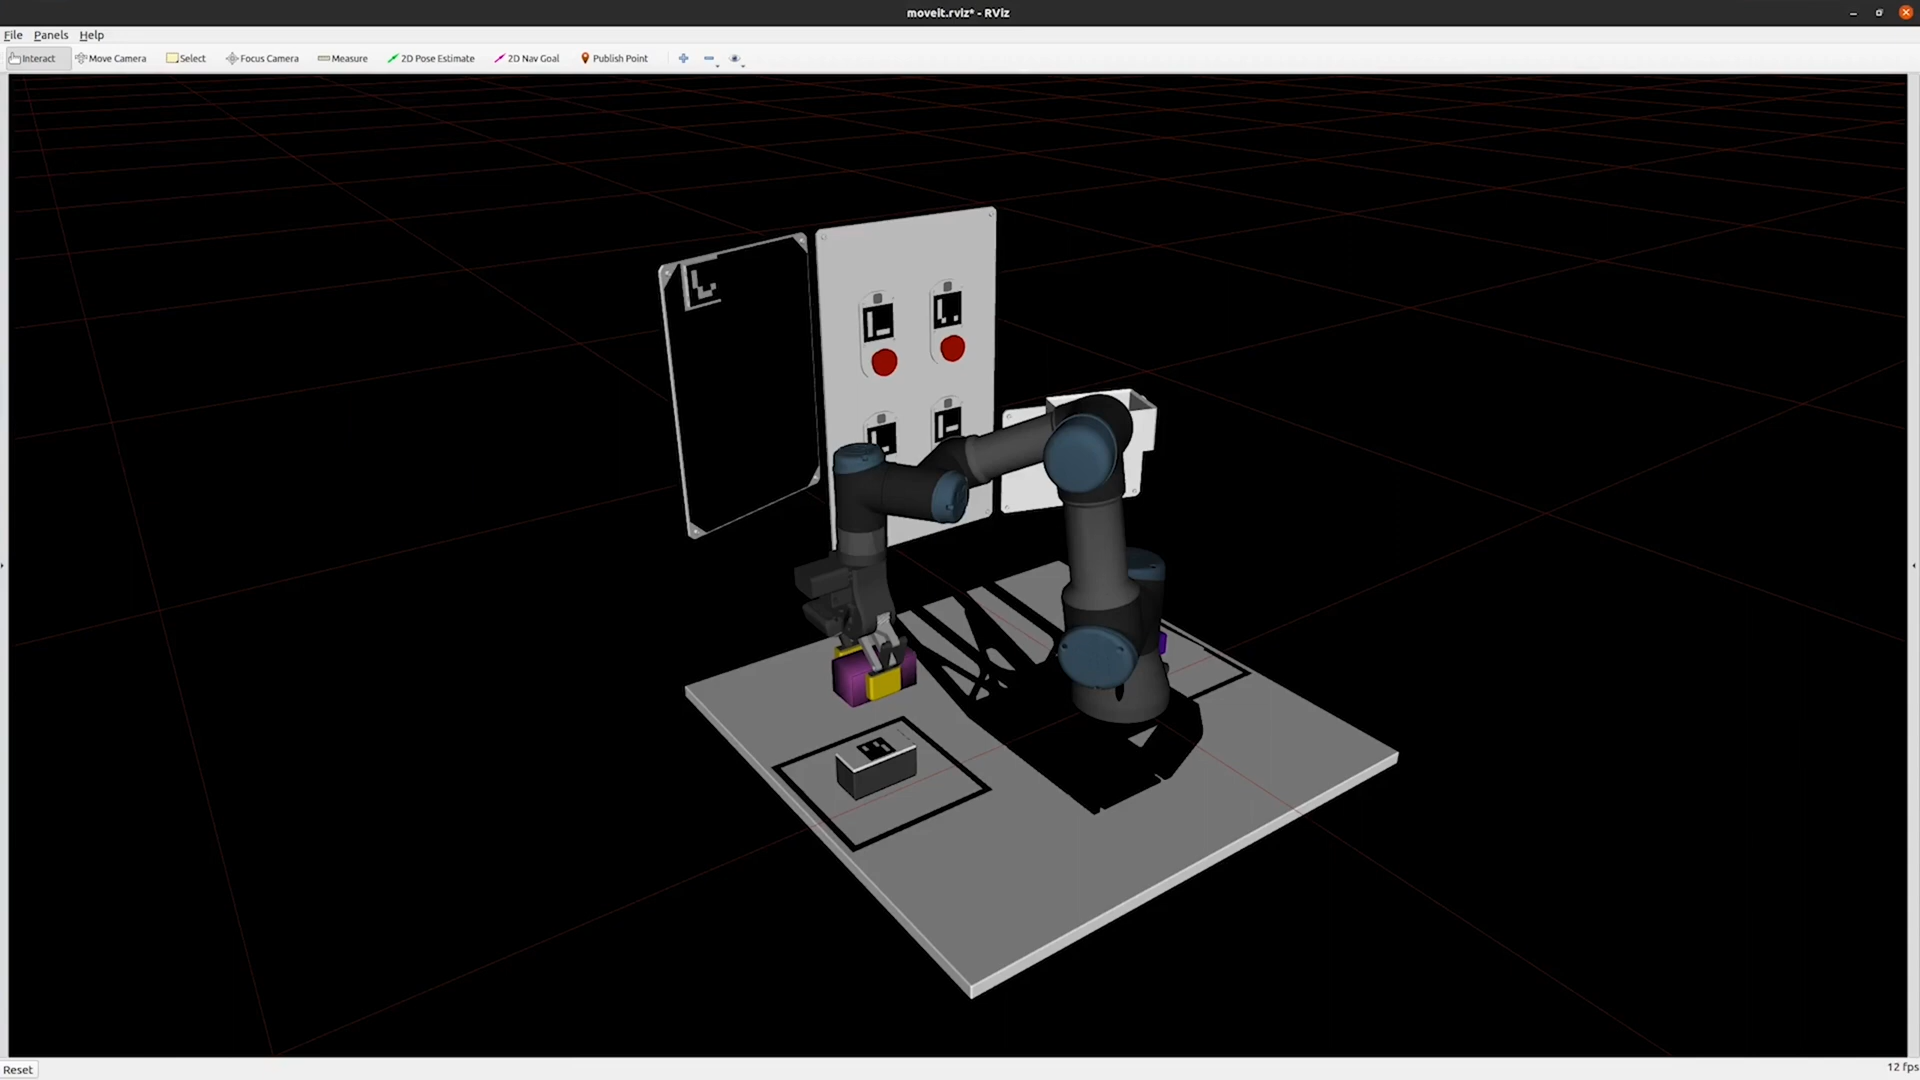 moveit.rviz* - RViz
File Panels Help
Interact Move Camera Select Focus Camera Measure 2D Pose Estimate 2D Nav Goal Publish Point
Reset
12 fps